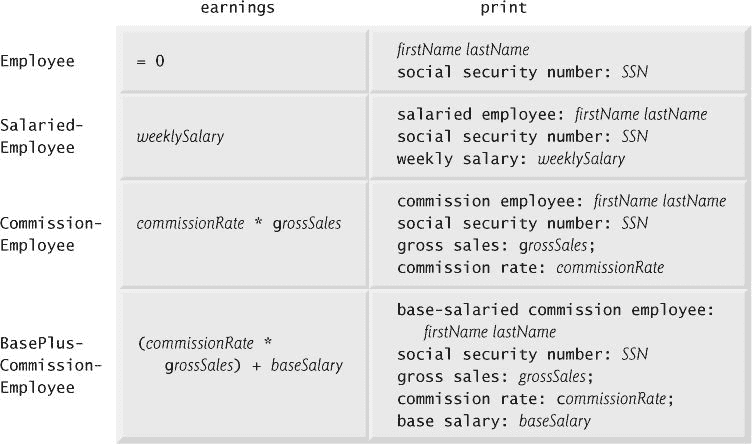 earnings print
Employee
= 0
firstName lastName
social security number: SSN
Salaried-
Employee
weeklySalary
salaried employee: firstName lastName
social security number: SSN
weekly salary: weeklySalary
Commission-
Employee
commissionRate * grossSales
commission employee: firstName lastName
social security number: SSN
gross sales: grossSales;
commission rate: commissionRate
BasePlus-
Commission-
Employee
(commissionRate *
grossSales) + baseSalary
base-salaried commission employee:
firstName lastName
social security number: SSN
gross sales: grossSales;
commission rate: commissionRate;
base salary: baseSalary